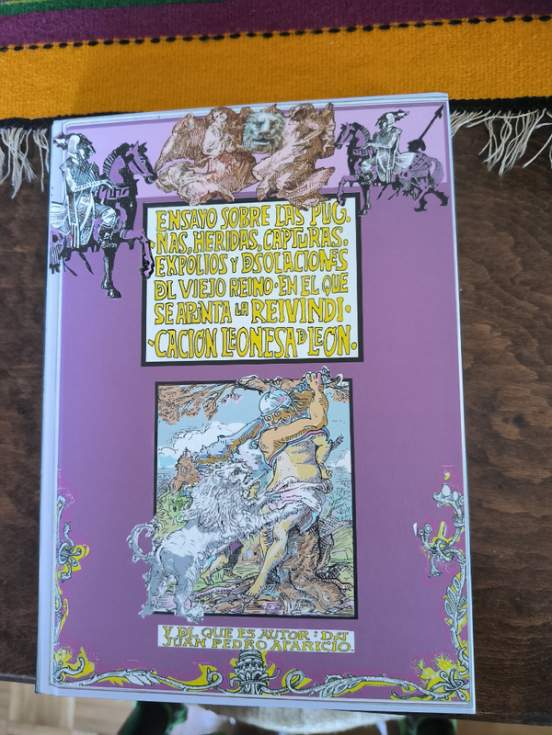 ENSAYO SOBRE LAS PUG.
NAS, HERIDAS, CAPTURAS,
EXPOLIOS Y DSOLACIONES
DL VIEJO REINO·EN EL QUE
SE APUNTA LA REIVINDI·
·CACION LEONESA D LEON·
Y DL QUE ES AUTOR: D
JUAN PEDRO APARICIO